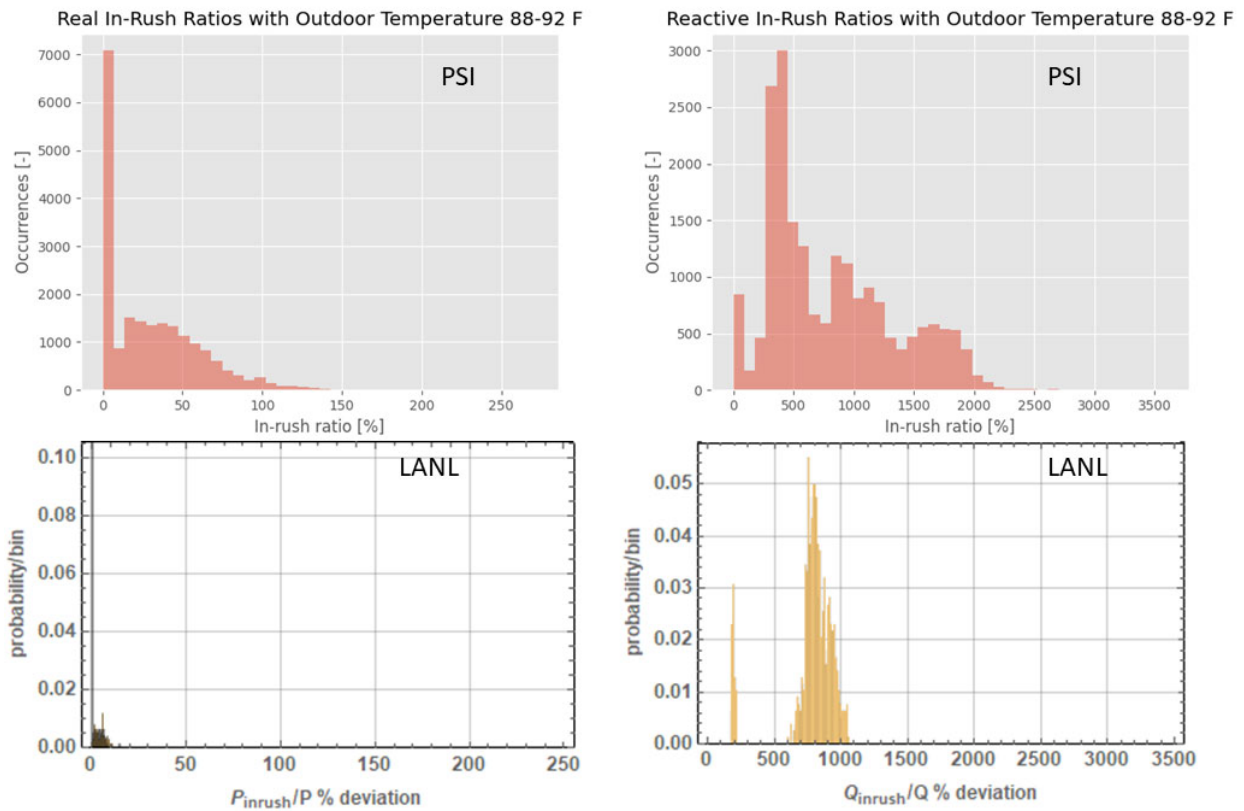 Real In-Rush Ratios with Outdoor Temperature 88-92 F
PSI
7000
6000
5000
4000
3000
2000
1000
0
Occurrences [-]
0 50 100 150 200 250
In-rush ratio [%]
Reactive In-Rush Ratios with Outdoor Temperature 88-92 F
PSI
3000
2500
2000
1500
1000
500
0
Occurrences [-]
0 500 1000 1500 2000 2500 3000 3500
In-rush ratio [%]
LANL
0.10
0.08
0.06
0.04
0.02
0.00
probability/bin
0 50 100 150 200 250
Pinrush/P % deviation
LANL
0.05
0.04
0.03
0.02
0.01
0.00
probability/bin
0 500 1000 1500 2000 2500 3000 3500
Qinrush/Q % deviation